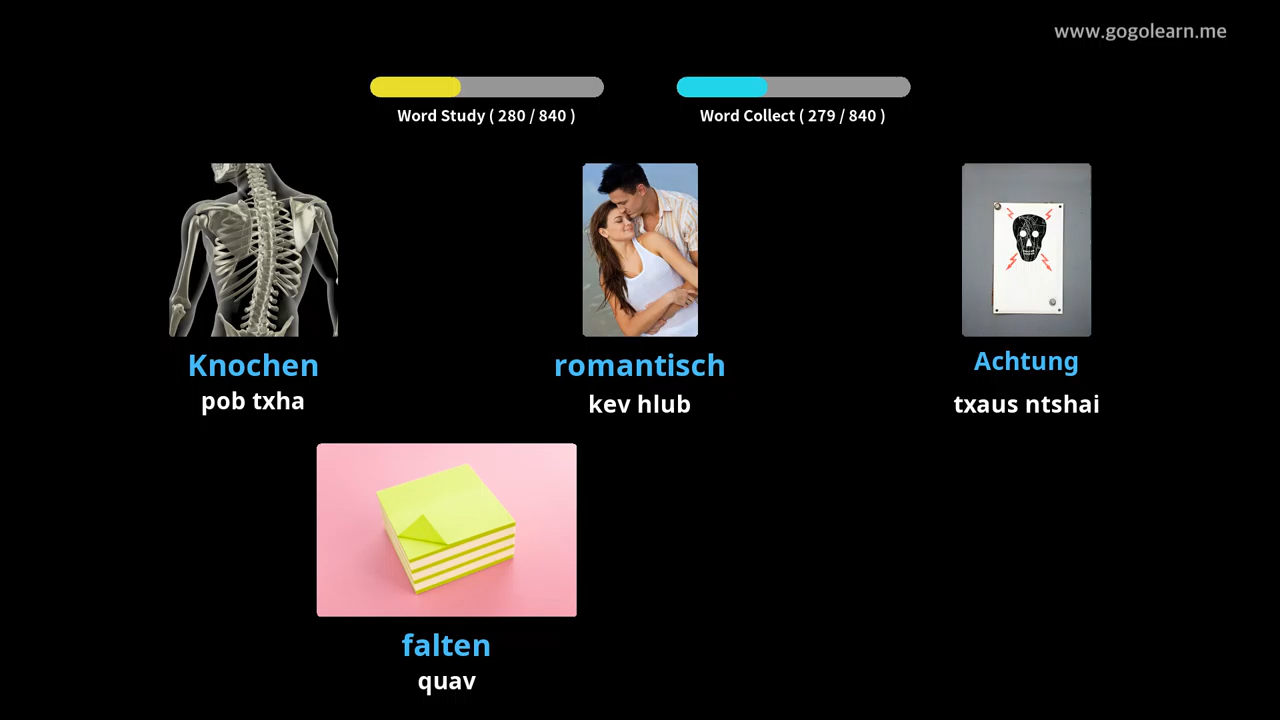 www.gogolearn.me
Word Study ( 280 / 840 )
Word Collect ( 279 / 840 )
Knochen
pob txha
romantisch
kev hlub
Achtung
txaus ntshai
falten
quav